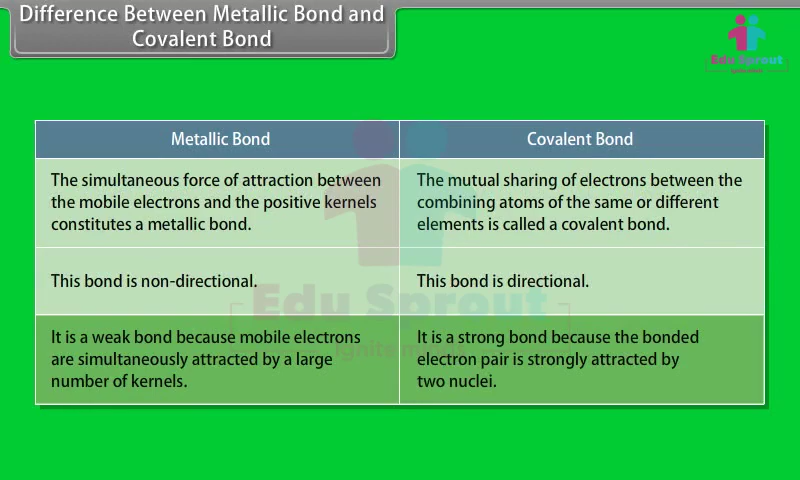 Difference Between Metallic Bond and
Covalent Bond
Edu Sprout
Metallic Bond
Covalent Bond
The simultaneous force of attraction between
the mobile electrons and the positive kernels
constitutes a metallic bond.
The mutual sharing of electrons between the
combining atoms of the same or different
elements is called a covalent bond.
This bond is non-directional.
This bond is directional.
Edu Sprout
It is a weak bond because mobile electrons
are simultaneously attracted by a large
number of kernels.
It is a strong bond because the bonded
electron pair is strongly attracted by
two nuclei.